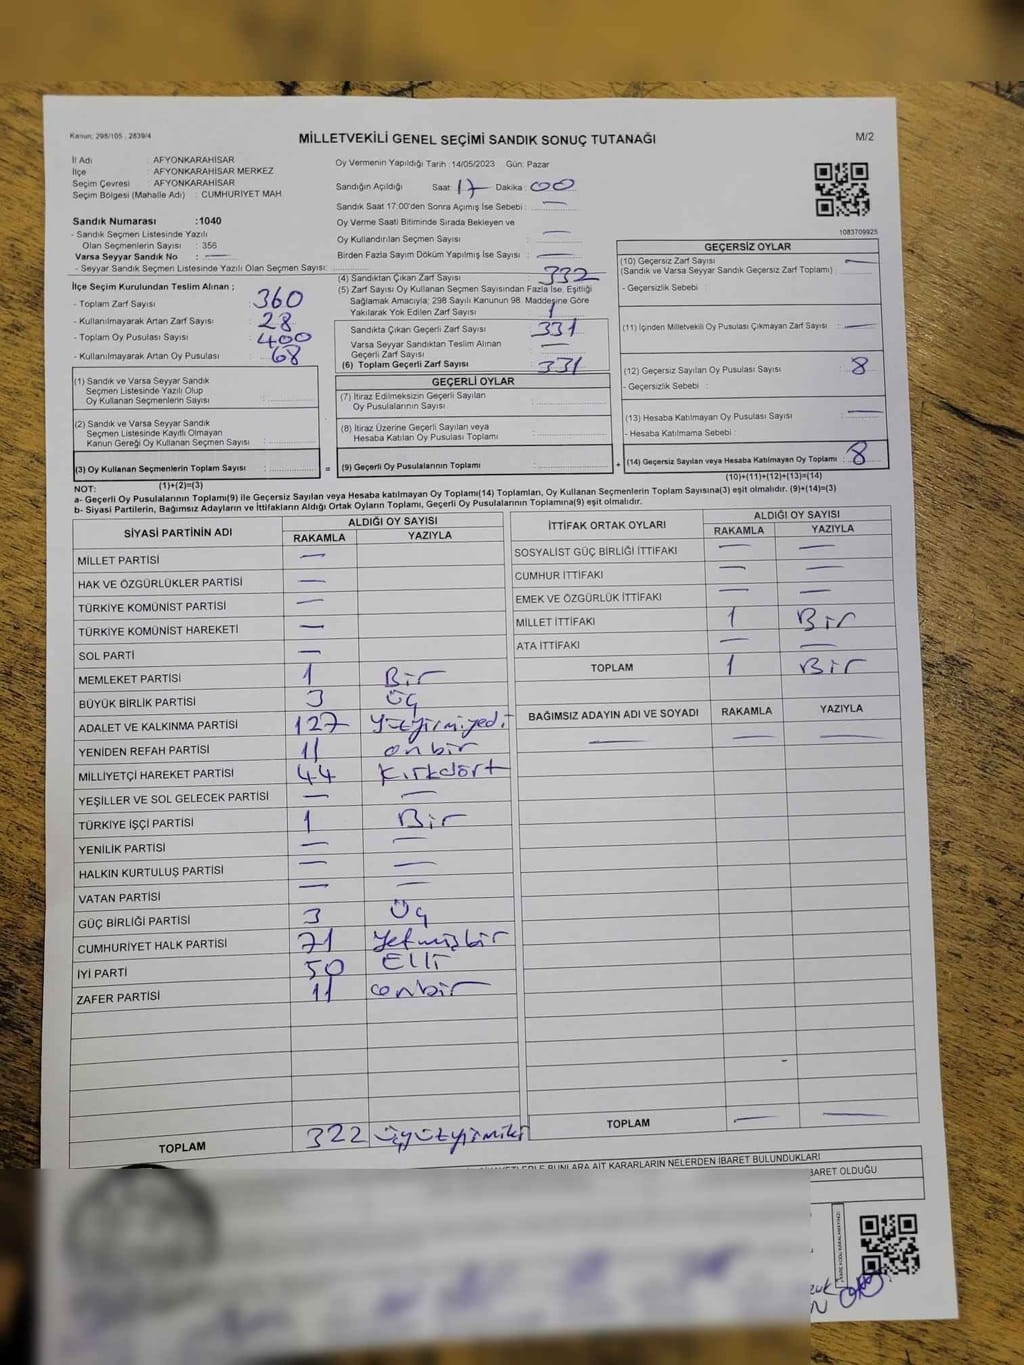 Kanun: 298/105 , 2839/4
MİLLETVEKİLİ GENEL SEÇİMİ SANDIK SONUÇ TUTANAĞI
M/2
İl Adı : AFYONKARAHİSAR
İlçe : AFYONKARAHİSAR MERKEZ
Seçim Çevresi : AFYONKARAHİSAR
Seçim Bölgesi (Mahalle Adı) : CUMHURİYET MAH.
Sandık Numarası :1040
- Sandık Seçmen Listesinde Yazılı
Olan Seçmenlerin Sayısı : 356
Varsa Seyyar Sandık No : —
- Seyyar Sandık Seçmen Listesinde Yazılı Olan Seçmen Sayısı:
İlçe Seçim Kurulundan Teslim Alınan ;
- Toplam Zarf Sayısı : 360
- Kullanılmayarak Artan Zarf Sayısı : 28
- Toplam Oy Pusulası Sayısı : 400
- Kullanılmayarak Artan Oy Pusulası : 68
Oy Vermenin Yapıldığı Tarih : 14/05/2023 Gün: Pazar
Sandığın Açıldığı Saat : 17 Dakika : 00
Sandık Saat 17:00'den Sonra Açmış İse Sebebi : —
Oy Verme Saati Bitiminde Sırada Bekleyen ve
Oy Kullandırılan Seçmen Sayısı : —
Birden Fazla Sayım Döküm Yapılmış İse Sayısı : —
(4) Sandıktan Çıkan Zarf Sayısı : 332
(5) Zarf Sayısı Oy Kullanan Seçmen Sayısından Fazla İse, Eşitliği
Sağlamak Amacıyla; 298 Sayılı Kanunun 98. Maddesine Göre
Yakılarak Yok Edilen Zarf Sayısı : 1
Sandıkta Çıkan Geçerli Zarf Sayısı : 331
Varsa Seyyar Sandıktan Teslim Alınan
Geçerli Zarf Sayısı : —
(6) Toplam Geçerli Zarf Sayısı : 331
1083709925
GEÇERSİZ OYLAR
(10) Geçersiz Zarf Sayısı : —
(Sandık ve Varsa Seyyar Sandık Geçersiz Zarf Toplamı)
- Geçersizlik Sebebi :
(11) İçinden Milletvekili Oy Pusulası Çıkmayan Zarf Sayısı : —
(12) Geçersiz Sayılan Oy Pusulası Sayısı : 8
- Geçersizlik Sebebi :
(13) Hesaba Katılmayan Oy Pusulası Sayısı : —
- Hesaba Katılmama Sebebi :
(14) Geçersiz Sayılan veya Hesaba Katılmayan Oy Toplamı : 8
(10)+(11)+(12)+(13)=(14)
(1) Sandık ve Varsa Seyyar Sandık
Seçmen Listesinde Yazılı Olup
Oy Kullanan Seçmenlerin Sayısı :
(2) Sandık ve Varsa Seyyar Sandık
Seçmen Listesinde Kayıtlı Olmayan
Kanun Gereği Oy Kullanan Seçmen Sayısı :
(3) Oy Kullanan Seçmenlerin Toplam Sayısı :
(1)+(2)=(3)
=
GEÇERLİ OYLAR
(7) İtiraz Edilmeksizin Geçerli Sayılan
Oy Pusulalarının Sayısı :
(8) İtiraz Üzerine Geçerli Sayılan veya
Hesaba Katılan Oy Pusulası Toplamı :
(9) Geçerli Oy Pusulalarının Toplamı :
+
NOT:
a- Geçerli Oy Pusulalarının Toplamı(9) ile Geçersiz Sayılan veya Hesaba katılmayan Oy Toplamı(14) Toplamları, Oy Kullanan Seçmenlerin Toplam Sayısına(3) eşit olmalıdır. (9)+(14)=(3)
b- Siyasi Partilerin, Bağımsız Adayların ve İttifakların Aldığı Ortak Oyların Toplamı, Geçerli Oy Pusulalarının Toplamına(9) eşit olmalıdır.
SİYASİ PARTİNİN ADI ALDIĞI OY SAYISI
RAKAMLA YAZIYLA
MİLLET PARTİSİ —
HAK VE ÖZGÜRLÜKLER PARTİSİ —
TÜRKİYE KOMÜNİST PARTİSİ —
TÜRKİYE KOMÜNİST HAREKETİ —
SOL PARTİ —
MEMLEKET PARTİSİ 1 Bir
BÜYÜK BİRLİK PARTİSİ 3 üç
ADALET VE KALKINMA PARTİSİ 127 yüzyirmiyedi
YENİDEN REFAH PARTİSİ 11 onbir
MİLLİYETÇİ HAREKET PARTİSİ 44 Kırkdört
YEŞİLLER VE SOL GELECEK PARTİSİ — —
TÜRKİYE İŞÇİ PARTİSİ 1 Bir
YENİLİK PARTİSİ — —
HALKIN KURTULUŞ PARTİSİ — —
VATAN PARTİSİ — —
GÜÇ BİRLİĞİ PARTİSİ 3 Üç
CUMHURİYET HALK PARTİSİ 71 yetmişbir
İYİ PARTİ 50 Elli
ZAFER PARTİSİ 11 onbir
TOPLAM 322 üçyüzyirmiiki
İTTİFAK ORTAK OYLARI ALDIĞI OY SAYISI
RAKAMLA YAZIYLA
SOSYALİST GÜÇ BİRLİĞİ İTTİFAKI — —
CUMHUR İTTİFAKI — —
EMEK VE ÖZGÜRLÜK İTTİFAKI — —
MİLLET İTTİFAKI 1 Bir
ATA İTTİFAKI — —
TOPLAM 1 Bir
BAĞIMSIZ ADAYIN ADI VE SOYADI RAKAMLA YAZIYLA
— — —
TOPLAM — —
BUNLARA AİT KARARLARIN NELERDEN İBARET BULUNDUKLARI
İBARET OLDUĞU